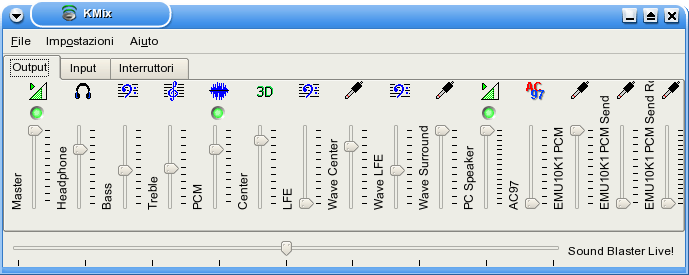 KMix
File Impostazioni Aiuto
Output Input Interruttori
3D AC 97
Master
Headphone
Bass
Treble
PCM
Center
LFE
Wave Center
Wave LFE
Wave Surround
PC Speaker
AC97
EMU10K1 PCM
EMU10K1 PCM Send
EMU10K1 PCM Send Ro
Sound Blaster Live!